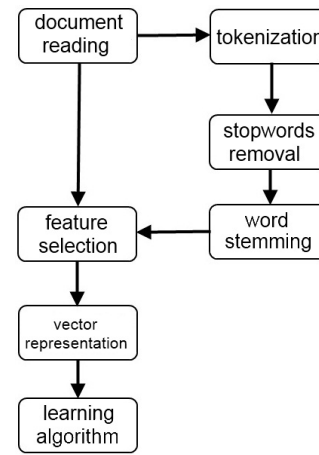 document
reading
tokenization
stopwords
removal
word
stemming
feature
selection
vector
representation
learning
algorithm